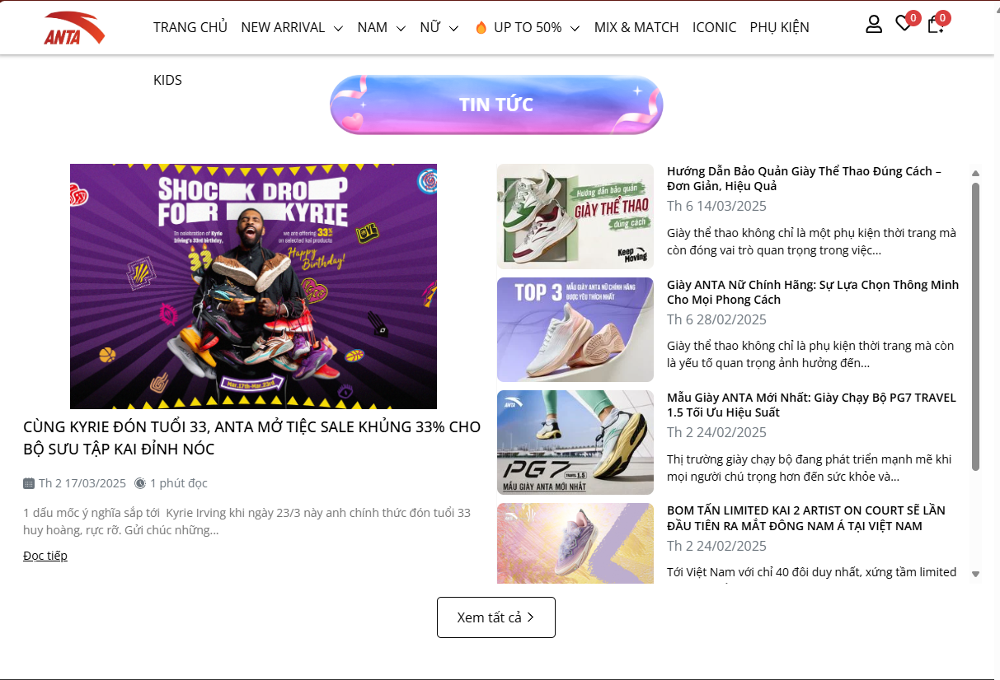 ANTA
TRANG CHỦ NEW ARRIVAL NAM NỮ UP TO 50% MIX & MATCH ICONIC PHỤ KIỆN
0 0
KIDS
TIN TỨC
SHOCK DROP
FOR KYRIE
In celebration of Kyrie
Irving's 33rd birthday,
we are offering 33%
on selected kai products
Happy
Birthday!
33
LOVE
Mar.17th-Mar.23rd
CÙNG KYRIE ĐÓN TUỔI 33, ANTA MỞ TIỆC SALE KHỦNG 33% CHO
BỘ SƯU TẬP KAI ĐỈNH NÓC
Th 2 17/03/2025 1 phút đọc
1 dấu mốc ý nghĩa sắp tới Kyrie Irving khi ngày 23/3 này anh chính thức đón tuổi 33
huy hoàng, rực rỡ. Gửi chúc những...
Đọc tiếp
Hướng dẫn bảo quản
GIÀY THỂ THAO
đúng cách
Keep
Moving
Hướng Dẫn Bảo Quản Giày Thể Thao Đúng Cách –
Đơn Giản, Hiệu Quả
Th 6 14/03/2025
Giày thể thao không chỉ là một phụ kiện thời trang mà
còn đóng vai trò quan trọng trong việc...
TOP 3 MẪU GIÀY ANTA NỮ CHÍNH HÃNG
ĐƯỢC YÊU THÍCH NHẤT
Giày ANTA Nữ Chính Hãng: Sự Lựa Chọn Thông Minh
Cho Mọi Phong Cách
Th 6 28/02/2025
Giày thể thao không chỉ là phụ kiện thời trang mà còn
là yếu tố quan trọng ảnh hưởng đến...
ANTA
PG7 TRAVEL 1.5
MẪU GIÀY ANTA MỚI NHẤT
Mẫu Giày ANTA Mới Nhất: Giày Chạy Bộ PG7 TRAVEL
1.5 Tối Ưu Hiệu Suất
Th 2 24/02/2025
Thị trường giày chạy bộ đang phát triển mạnh mẽ khi
mọi người chú trọng hơn đến sức khỏe và...
BOM TẤN LIMITED KAI 2 ARTIST ON COURT SẼ LẦN
ĐẦU TIÊN RA MẮT ĐÔNG NAM Á TẠI VIỆT NAM
Th 2 24/02/2025
Tới Việt Nam với chỉ 40 đôi duy nhất, xứng tầm limited
Xem tất cả